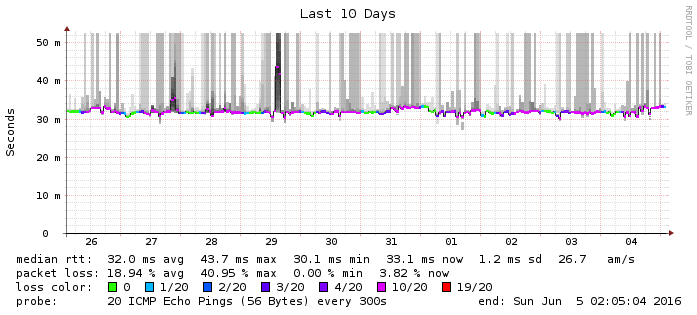 Last 10 Days
RRDTOOL / TOBI OETIKER
Seconds
50 m
40 m
30 m
20 m
10 m
0
26 27 28 29 30 31 01 02 03 04
median rtt: 32.0 ms avg 43.7 ms max 30.1 ms min 33.1 ms now 1.2 ms sd 26.7 am/s
packet loss: 18.94 % avg 40.95 % max 0.00 % min 3.82 % now
loss color: 0 1/20 2/20 3/20 4/20 10/20 19/20
probe: 20 ICMP Echo Pings (56 Bytes) every 300s end: Sun Jun 5 02:05:04 2016